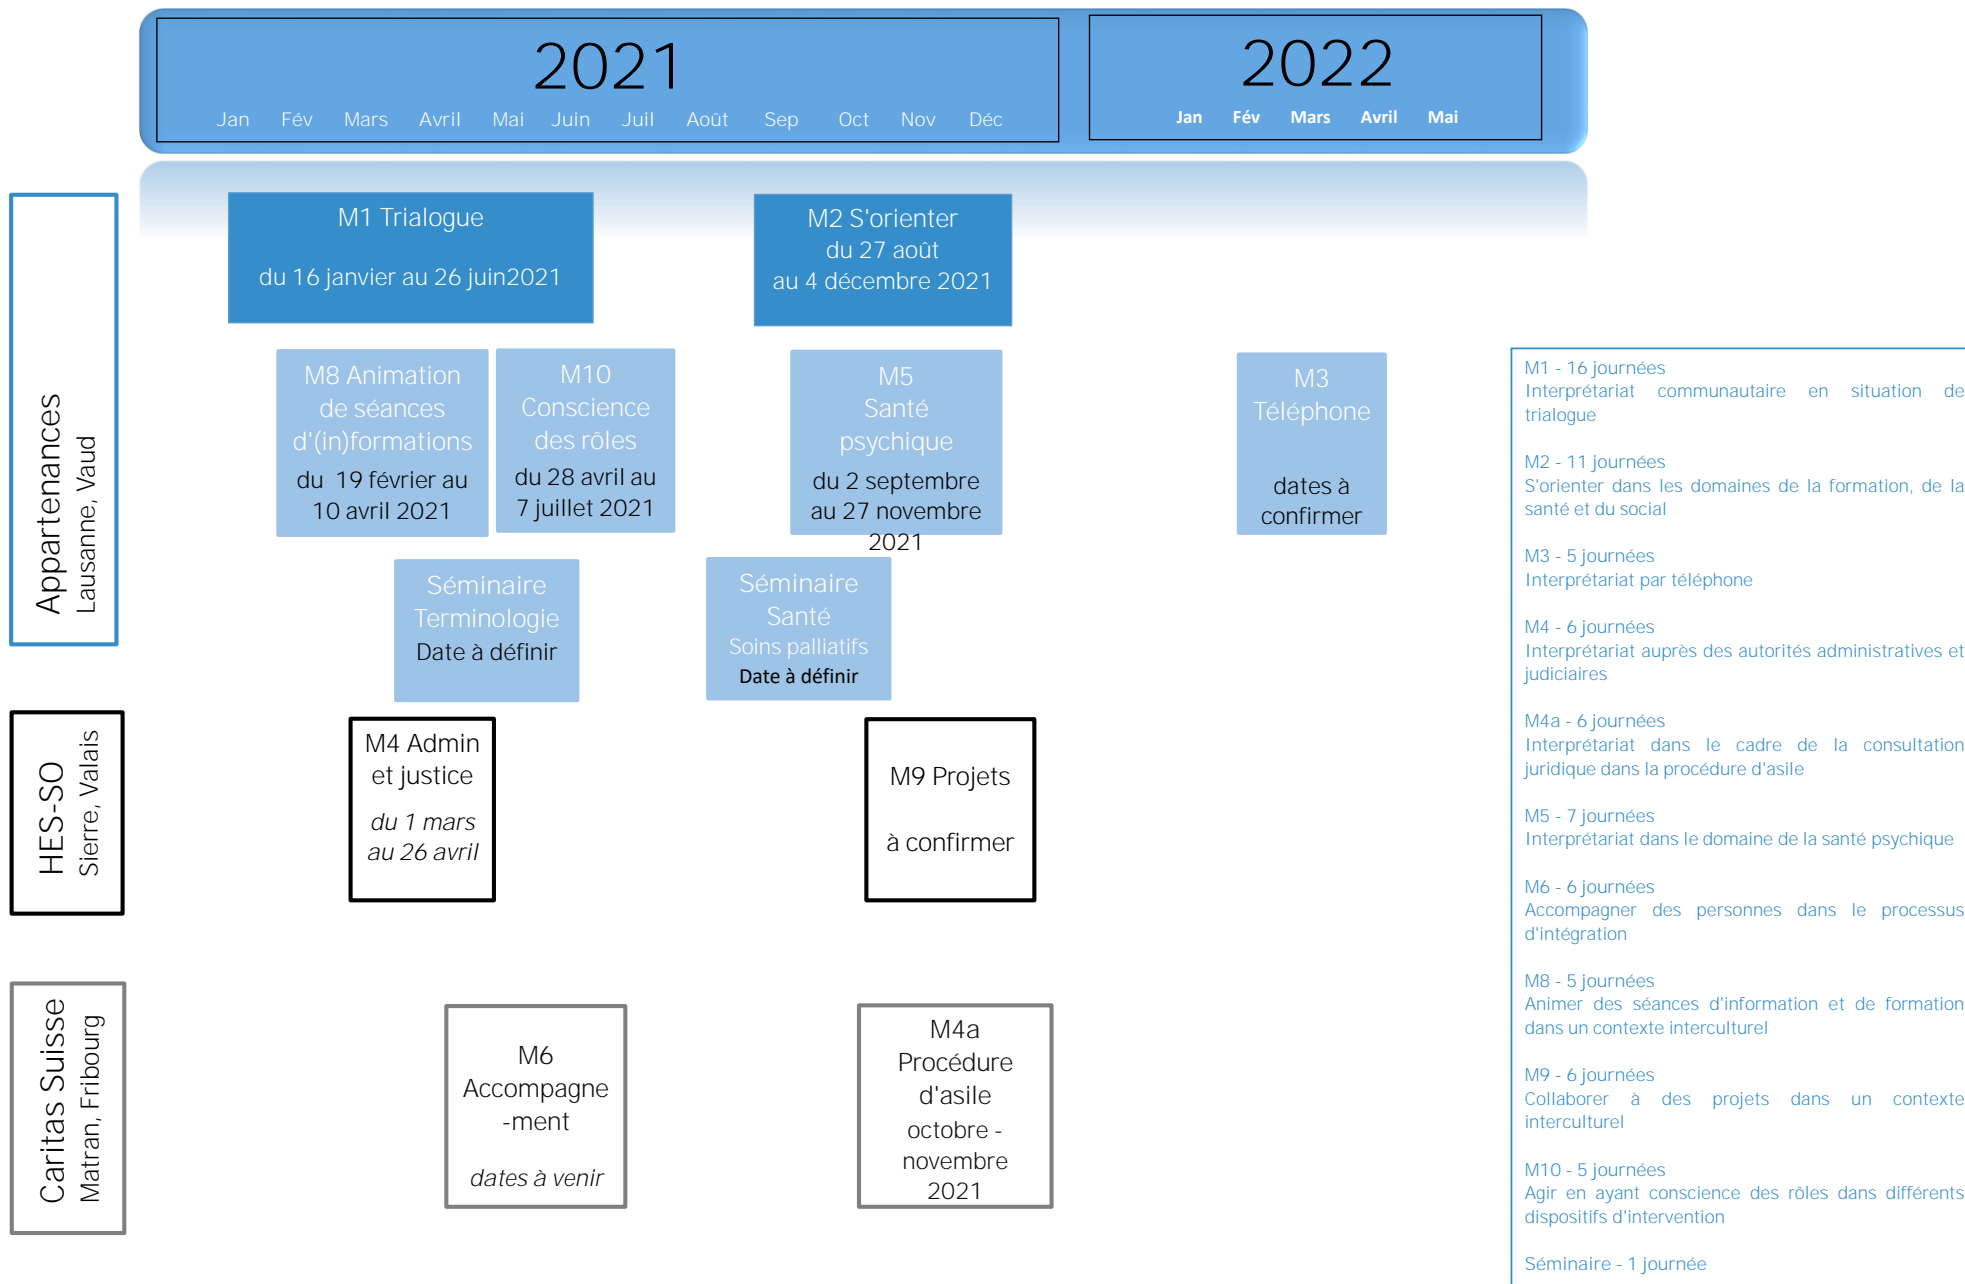 2021
Jan Fév Mars Avril Mai Juin Juil Août Sep Oct Nov Déc
2022
Jan Fév Mars Avril Mai
Appartenances
Lausanne, Vaud
M1 Trialogue
du 16 janvier au 26 juin2021
M2 S'orienter
du 27 août
au 4 décembre 2021
M8 Animation
de séances
d'(in)formations
du 19 février au
10 avril 2021
M10
Conscience
des rôles
du 28 avril au
7 juillet 2021
M5
Santé
psychique
du 2 septembre
au 27 novembre
2021
M3
Téléphone
dates à
confirmer
Séminaire
Terminologie
Date à définir
Séminaire
Santé
Soins palliatifs
Date à définir
HES-SO
Sierre, Valais
M4 Admin
et justice
du 1 mars
au 26 avril
M9 Projets
à confirmer
Caritas Suisse
Matran, Fribourg
M6
Accompagne
-ment
dates à venir
M4a
Procédure
d'asile
octobre -
novembre
2021
M1 - 16 journées
Interprétariat communautaire en situation de
trialogue
M2 - 11 journées
S'orienter dans les domaines de la formation, de la
santé et du social
M3 - 5 journées
Interprétariat par téléphone
M4 - 6 journées
Interprétariat auprès des autorités administratives et
judiciaires
M4a - 6 journées
Interprétariat dans le cadre de la consultation
juridique dans la procédure d'asile
M5 - 7 journées
Interprétariat dans le domaine de la santé psychique
M6 - 6 journées
Accompagner des personnes dans le processus
d'intégration
M8 - 5 journées
Animer des séances d'information et de formation
dans un contexte interculturel
M9 - 6 journées
Collaborer à des projets dans un contexte
interculturel
M10 - 5 journées
Agir en ayant conscience des rôles dans différents
dispositifs d'intervention
Séminaire - 1 journée